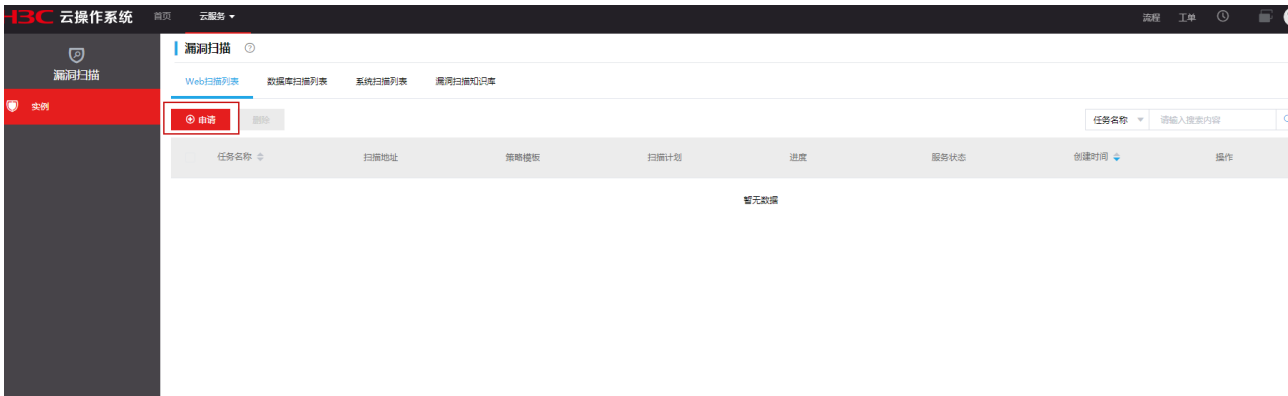 H3C 云操作系统 首页 云服务 流程 工单
漏洞扫描
漏洞扫描
Web扫描列表 数据库扫描列表 系统扫描列表 漏洞扫描知识库
实例
申请 删除 任务名称 请输入搜索内容
任务名称 扫描地址 策略模板 扫描计划 进度 服务状态 创建时间 操作
暂无数据